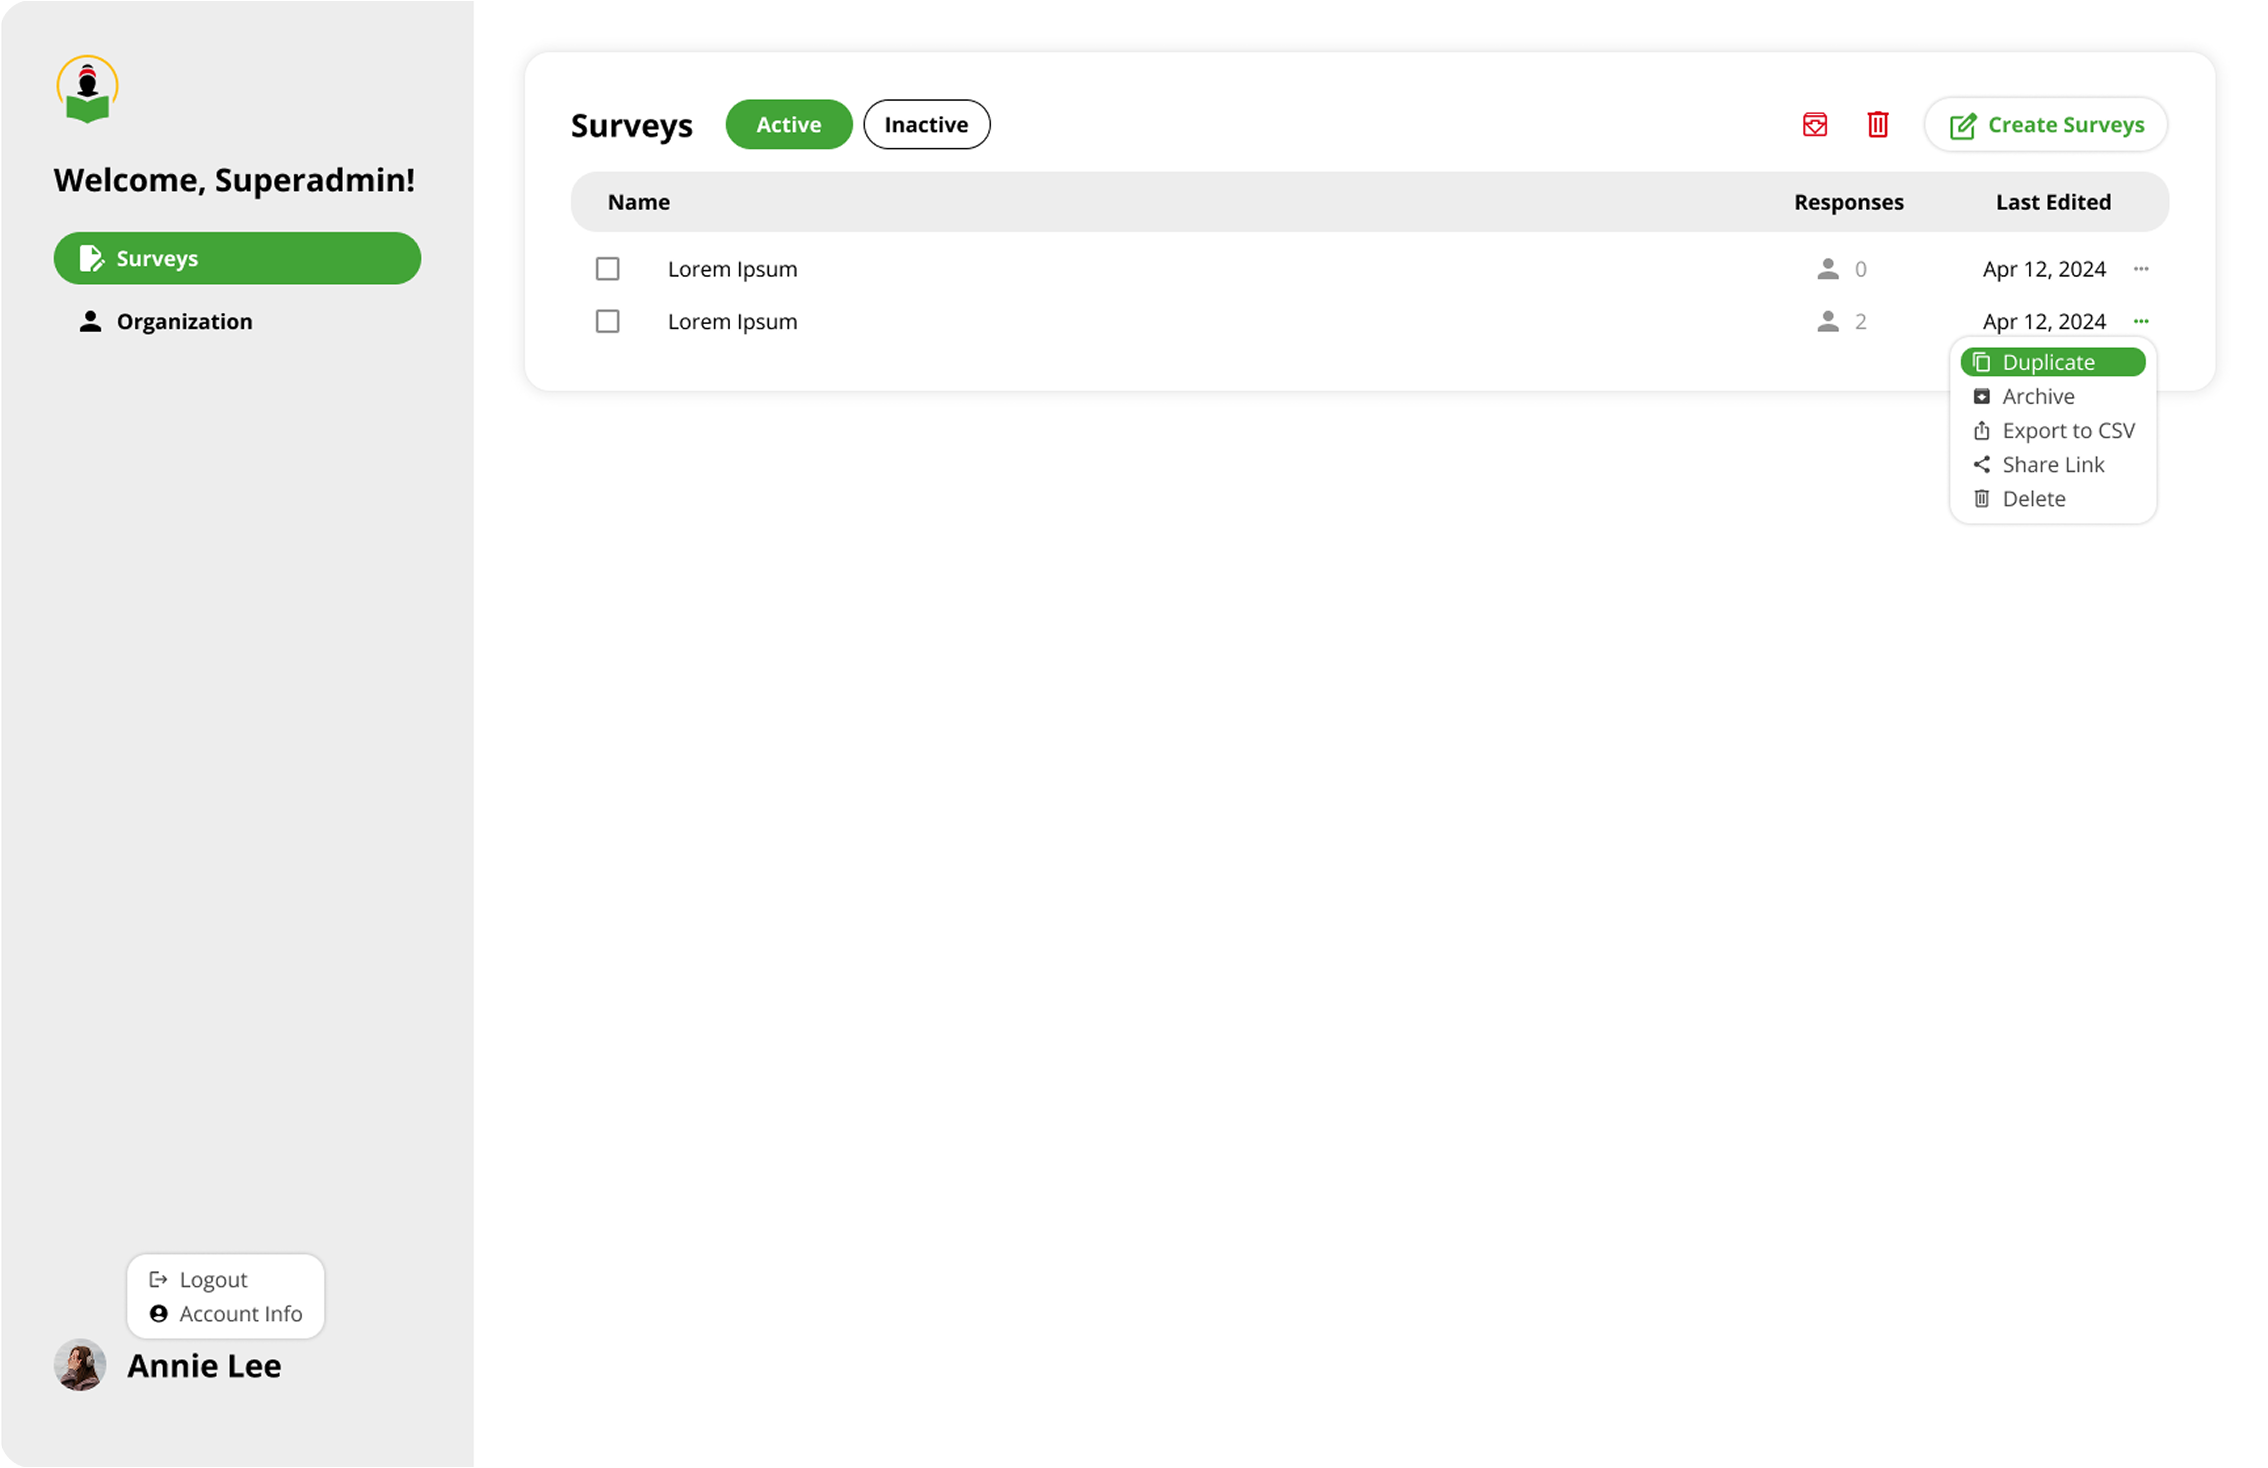 Welcome, Superadmin!
Surveys
Organization
Logout
Account Info
Annie Lee
Surveys
Active
Inactive
Create Surveys
Name Responses Last Edited
Lorem Ipsum 0 Apr 12, 2024
Lorem Ipsum 2 Apr 12, 2024
Duplicate
Archive
Export to CSV
Share Link
Delete